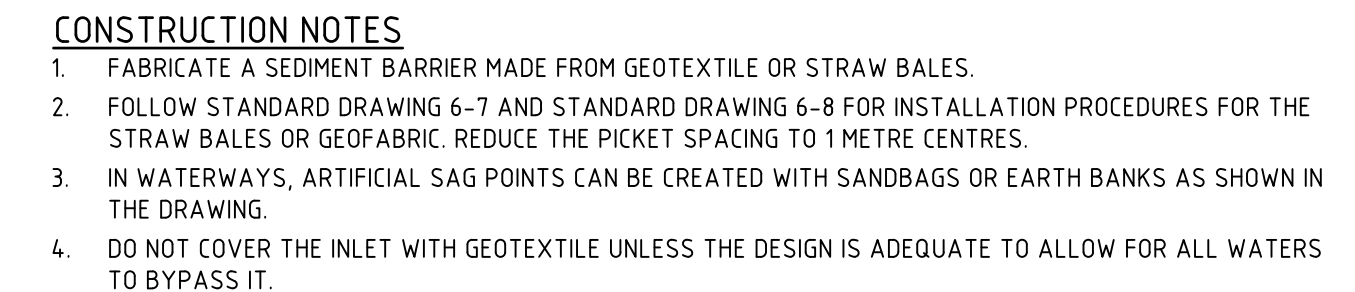 CONSTRUCTION NOTES
1. FABRICATE A SEDIMENT BARRIER MADE FROM GEOTEXTILE OR STRAW BALES.
2. FOLLOW STANDARD DRAWING 6-7 AND STANDARD DRAWING 6-8 FOR INSTALLATION PROCEDURES FOR THE
STRAW BALES OR GEOFABRIC. REDUCE THE PICKET SPACING TO 1 METRE CENTRES.
3. IN WATERWAYS, ARTIFICIAL SAG POINTS CAN BE CREATED WITH SANDBAGS OR EARTH BANKS AS SHOWN IN
THE DRAWING.
4. DO NOT COVER THE INLET WITH GEOTEXTILE UNLESS THE DESIGN IS ADEQUATE TO ALLOW FOR ALL WATERS
TO BYPASS IT.